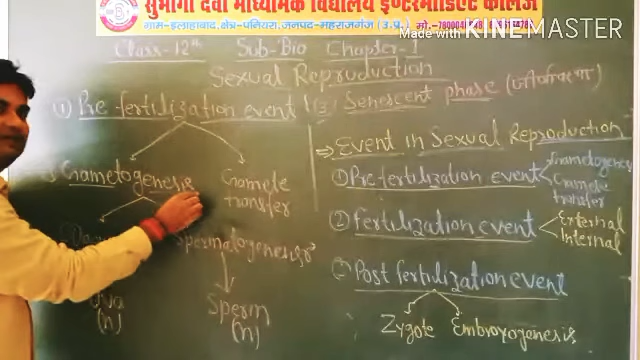 सुभागी देवी माध्यमिक विद्यालय इण्टरमीडिएट कालेज
Made with KINEMASTER
Class-12th Sub-Bio Chapter-1
Sexual Reproduction
① Pre fertilization event
Gametogenesis
Gamete
transfer
Spermatogenesis
ova
(n)
Sperm
(n)
③ Senescent phase
⇒ Event in Sexual Reproduction
① Pre fertilization event
Gametogenesis
Gamete
transfer
② fertilization event
External
Internal
③ Post fertilization event
Zygote Embroyogenesis